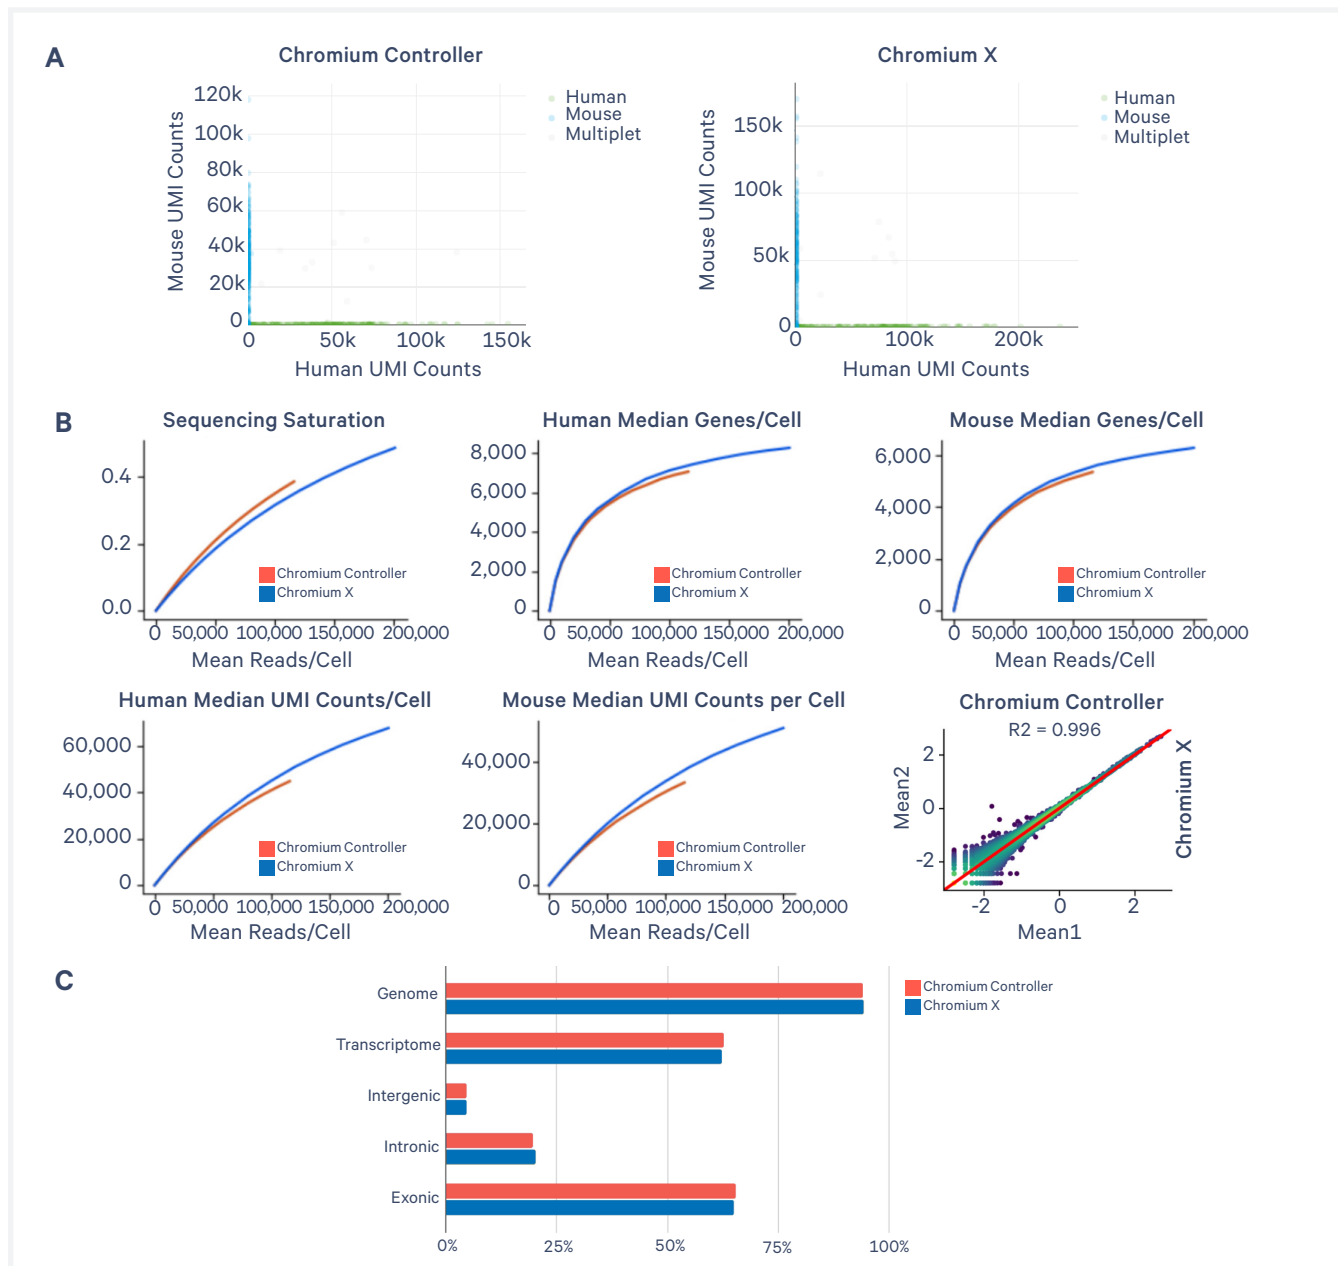 A
Chromium Controller
Mouse UMI Counts
120k
100k
80k
60k
40k
20k
0
0 50k 100k 150k
Human UMI Counts
Human
Mouse
Multiplet
Chromium X
Mouse UMI Counts
150k
100k
50k
0
0 100k 200k
Human UMI Counts
Human
Mouse
Multiplet
B
Sequencing Saturation
0.4
0.2
0.0
Chromium Controller
Chromium X
0 50,000 100,000 150,000 200,000
Mean Reads/Cell
Human Median Genes/Cell
8,000
6,000
4,000
2,000
0
Chromium Controller
Chromium X
0 50,000 100,000 150,000 200,000
Mean Reads/Cell
Mouse Median Genes/Cell
6,000
4,000
2,000
0
Chromium Controller
Chromium X
0 50,000 100,000 150,000 200,000
Mean Reads/Cell
Human Median UMI Counts/Cell
60,000
40,000
20,000
0
Chromium Controller
Chromium X
0 50,000 100,000 150,000 200,000
Mean Reads/Cell
Mouse Median UMI Counts per Cell
40,000
20,000
0
Chromium Controller
Chromium X
0 50,000 100,000 150,000 200,000
Mean Reads/Cell
Chromium Controller
R2 = 0.996
Mean2
2
0
-2
-2 0 2
Mean1
Chromium X
C
Genome
Transcriptome
Intergenic
Intronic
Exonic
0% 25% 50% 75% 100%
Chromium Controller
Chromium X